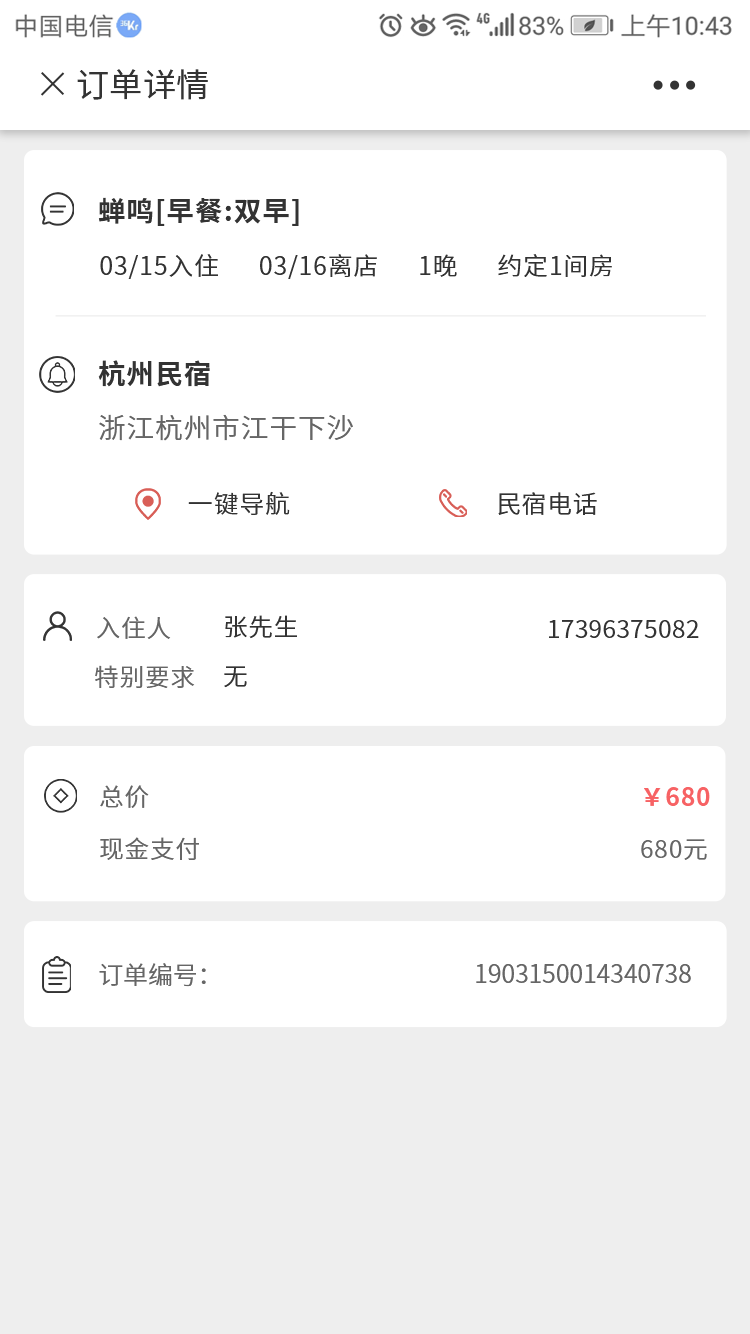 中国电信 36Kr 4G 83% 上午10:43
订单详情
蝉鸣[早餐:双早]
03/15入住 03/16离店 1晚 约定1间房
杭州民宿
浙江杭州市江干下沙
一键导航 民宿电话
入住人 张先生 17396375082
特别要求 无
总价 ￥680
现金支付 680元
订单编号: 1903150014340738